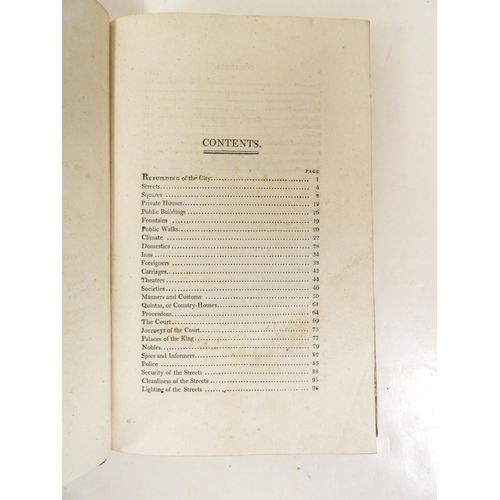 CONTENTS.
PAGE
REBUILDING of the City 1
Streets 4
Squares 8
Private Houses 12
Public Buildings 16
Fountains 19
Public Walks 20
Climate 22
Domestics 28
Inns 34
Foreigners 38
Carriages 43
Theatres 44
Societies 46
Manners and Customs 50
Quintas, or Country-Houses 61
Processions 64
The Court 69
Journeys of the Court 75
Palaces of the King 77
Nobles 79
Spies and Informers 82
Police 85
Security of the Streets 88
Cleanliness of the Streets 93
Lighting of the Streets 94